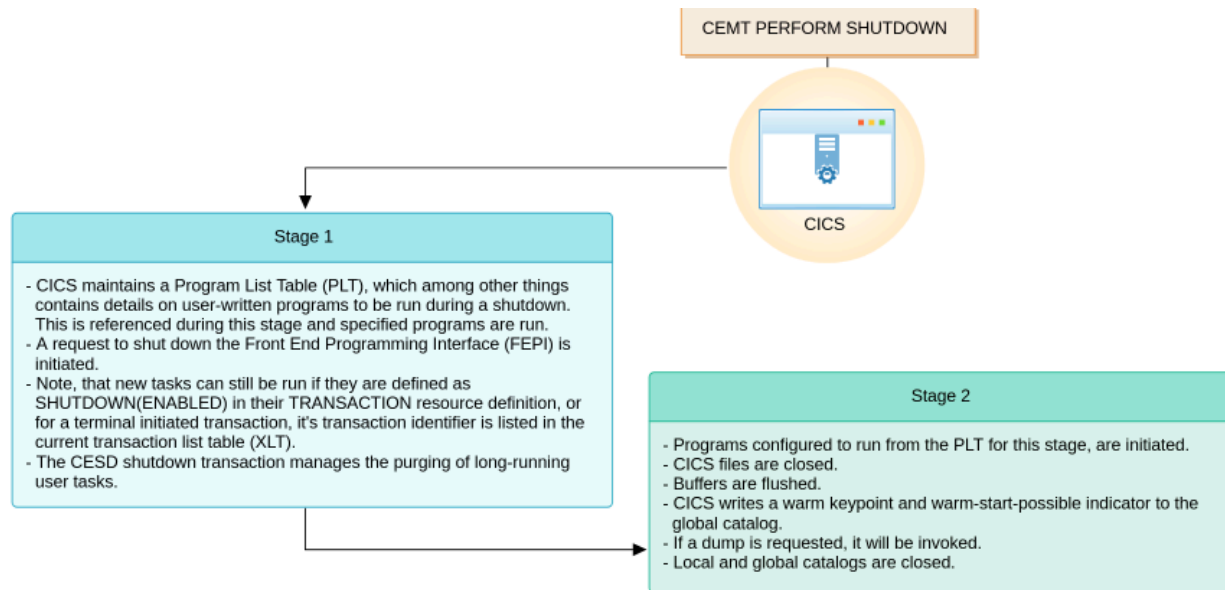 CEMT PERFORM SHUTDOWN
CICS
Stage 1
- CICS maintains a Program List Table (PLT), which among other things
contains details on user-written programs to be run during a shutdown.
This is referenced during this stage and specified programs are run.
- A request to shut down the Front End Programming Interface (FEPI) is
initiated.
- Note, that new tasks can still be run if they are defined as
SHUTDOWN(ENABLED) in their TRANSACTION resource definition, or
for a terminal initiated transaction, it's transaction identifier is listed in the
current transaction list table (XLT).
- The CESD shutdown transaction manages the purging of long-running
user tasks.
Stage 2
- Programs configured to run from the PLT for this stage, are initiated.
- CICS files are closed.
- Buffers are flushed.
- CICS writes a warm keypoint and warm-start-possible indicator to the
global catalog.
- If a dump is requested, it will be invoked.
- Local and global catalogs are closed.